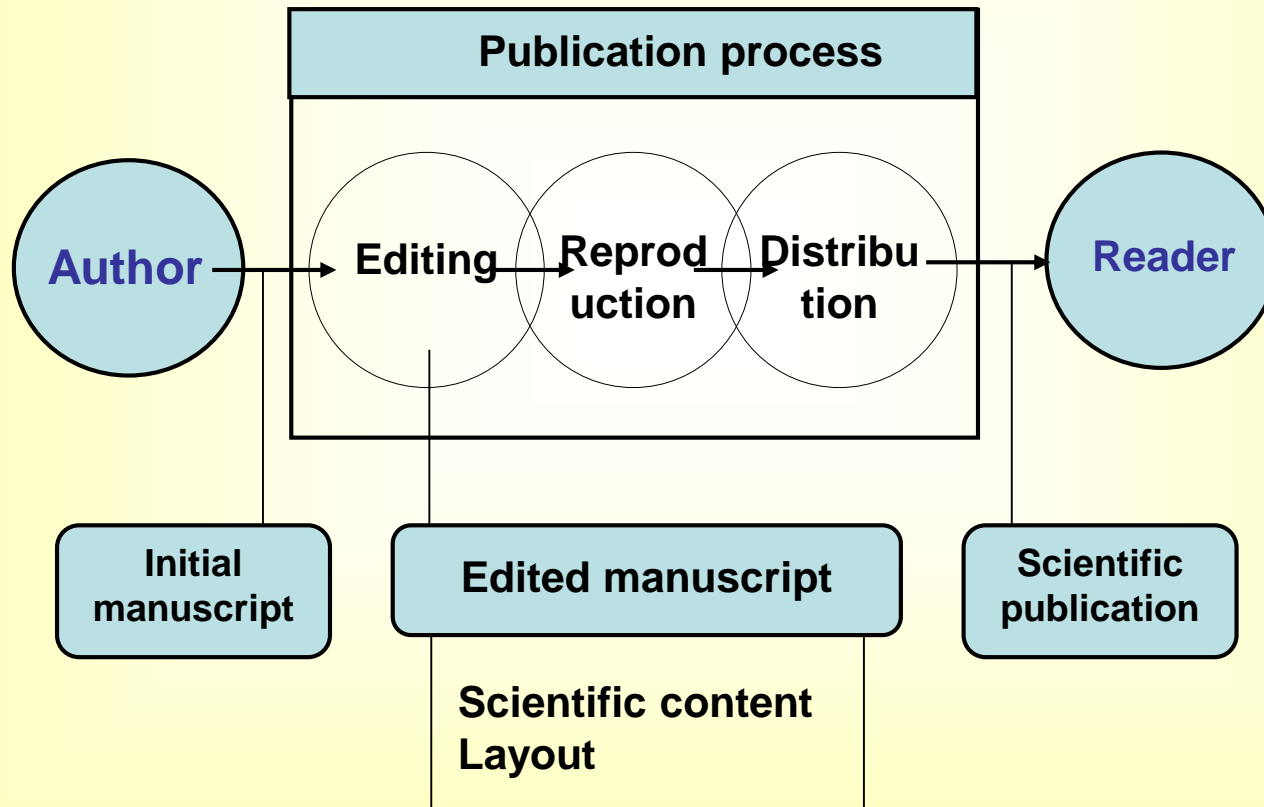 Publication process
Author
Editing
Reprod
uction
Distribu
tion
Reader
Initial
manuscript
Edited manuscript
Scientific
publication
Scientific content
Layout